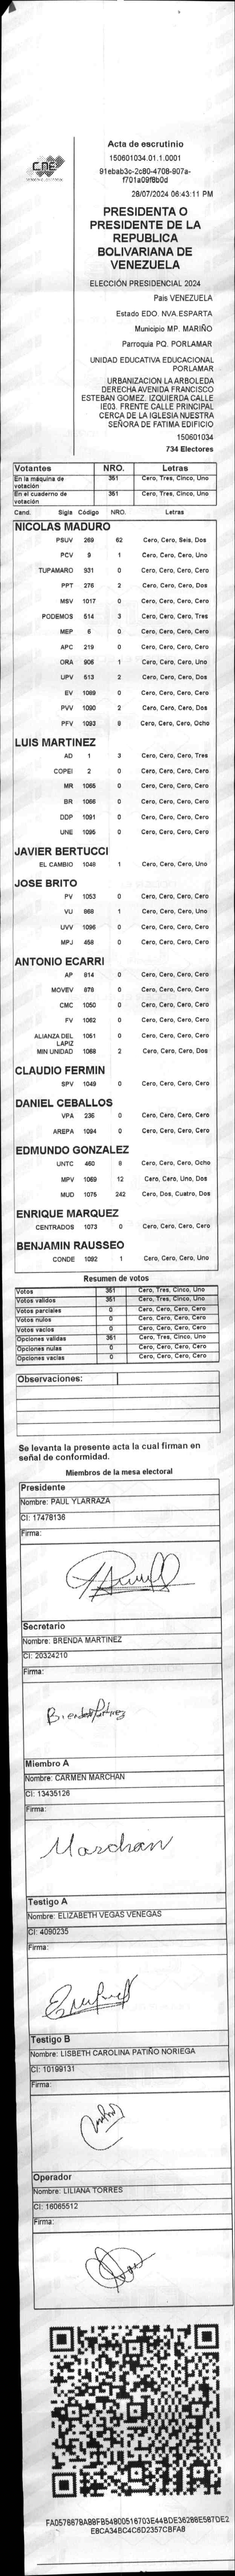 CNE
Acta de escrutinio
150601034.01.1.0001
91ebab3c-2c80-4708-907a-
f701a09f8b0d
28/07/2024 06:43:11 PM
PRESIDENTA O
PRESIDENTE DE LA
REPUBLICA
BOLIVARIANA DE
VENEZUELA
ELECCIÓN PRESIDENCIAL 2024
Pais VENEZUELA
Estado EDO. NVA.ESPARTA
Municipio MP. MARIÑO
Parroquia PQ. PORLAMAR
UNIDAD EDUCATIVA EDUCACIONAL
PORLAMAR
URBANIZACION LA ARBOLEDA
DERECHA AVENIDA FRANCISCO
ESTEBAN GOMEZ. IZQUIERDA CALLE
IEO3. FRENTE CALLE PRINCIPAL
CERCA DE LA IGLESIA NUESTRA
SEÑORA DE FATIMA EDIFICIO
150601034
734 Electores
Votantes NRO. Letras
En la máquina de votación 351 Cero, Tres, Cinco, Uno
En el cuaderno de votación 351 Cero, Tres, Cinco, Uno
Cand. Sigla Código NRO. Letras
NICOLAS MADURO
PSUV 269 62 Cero, Cero, Seis, Dos
PCV 9 1 Cero, Cero, Cero, Uno
TUPAMARO 931 0 Cero, Cero, Cero, Cero
PPT 276 2 Cero, Cero, Cero, Dos
MSV 1017 0 Cero, Cero, Cero, Cero
PODEMOS 514 3 Cero, Cero, Cero, Tres
MEP 6 0 Cero, Cero, Cero, Cero
APC 219 0 Cero, Cero, Cero, Cero
ORA 906 1 Cero, Cero, Cero, Uno
UPV 613 2 Cero, Cero, Cero, Dos
EV 1099 0 Cero, Cero, Cero, Cero
PVV 1090 2 Cero, Cero, Cero, Dos
PFV 1093 8 Cero, Cero, Cero, Ocho
LUIS MARTINEZ
AD 1 3 Cero, Cero, Cero, Tres
COPEI 2 0 Cero, Cero, Cero, Cero
MR 1065 0 Cero, Cero, Cero, Cero
BR 1066 0 Cero, Cero, Cero, Cero
DDP 1091 0 Cero, Cero, Cero, Cero
UNE 1095 0 Cero, Cero, Cero, Cero
JAVIER BERTUCCI
EL CAMBIO 1048 1 Cero, Cero, Cero, Uno
JOSE BRITO
PV 1053 0 Cero, Cero, Cero, Cero
VU 868 1 Cero, Cero, Cero, Uno
UVV 1096 0 Cero, Cero, Cero, Cero
MPJ 458 0 Cero, Cero, Cero, Cero
ANTONIO ECARRI
AP 814 0 Cero, Cero, Cero, Cero
MOVEV 878 0 Cero, Cero, Cero, Cero
CMC 1050 0 Cero, Cero, Cero, Cero
FV 1062 0 Cero, Cero, Cero, Cero
ALIANZA DEL LAPIZ 1051 0 Cero, Cero, Cero, Cero
MIN UNIDAD 1068 2 Cero, Cero, Cero, Dos
CLAUDIO FERMIN
SPV 1049 0 Cero, Cero, Cero, Cero
DANIEL CEBALLOS
VPA 236 0 Cero, Cero, Cero, Cero
AREPA 1094 0 Cero, Cero, Cero, Cero
EDMUNDO GONZALEZ
UNTC 460 8 Cero, Cero, Cero, Ocho
MPV 1069 12 Cero, Cero, Uno, Dos
MUD 1075 242 Cero, Dos, Cuatro, Dos
ENRIQUE MARQUEZ
CENTRADOS 1073 0 Cero, Cero, Cero, Cero
BENJAMIN RAUSSEO
CONDE 1092 1 Cero, Cero, Cero, Uno
Resumen de votos
Votos 351 Cero, Tres, Cinco, Uno
Votos validos 351 Cero, Tres, Cinco, Uno
Votos parciales 0 Cero, Cero, Cero, Cero
Votos nulos 0 Cero, Cero, Cero, Cero
Votos vacios 0 Cero, Cero, Cero, Cero
Opciones validas 351 Cero, Tres, Cinco, Uno
Opciones nulas 0 Cero, Cero, Cero, Cero
Opciones vacias 0 Cero, Cero, Cero, Cero
Observaciones:
Se levanta la presente acta la cual firman en
señal de conformidad.
Miembros de la mesa electoral
Presidente
Nombre: PAUL YLARRAZA
CI: 17478136
Firma:
Secretario
Nombre: BRENDA MARTINEZ
CI: 20324210
Firma:
Miembro A
Nombre: CARMEN MARCHAN
CI: 13435126
Firma:
Marchan
Testigo A
Nombre: ELIZABETH VEGAS VENEGAS
CI: 4090235
Firma:
Testigo B
Nombre: LISBETH CAROLINA PATIÑO NORIEGA
CI: 10199131
Firma:
Operador
Nombre: LILIANA TORRES
CI: 16065512
Firma: